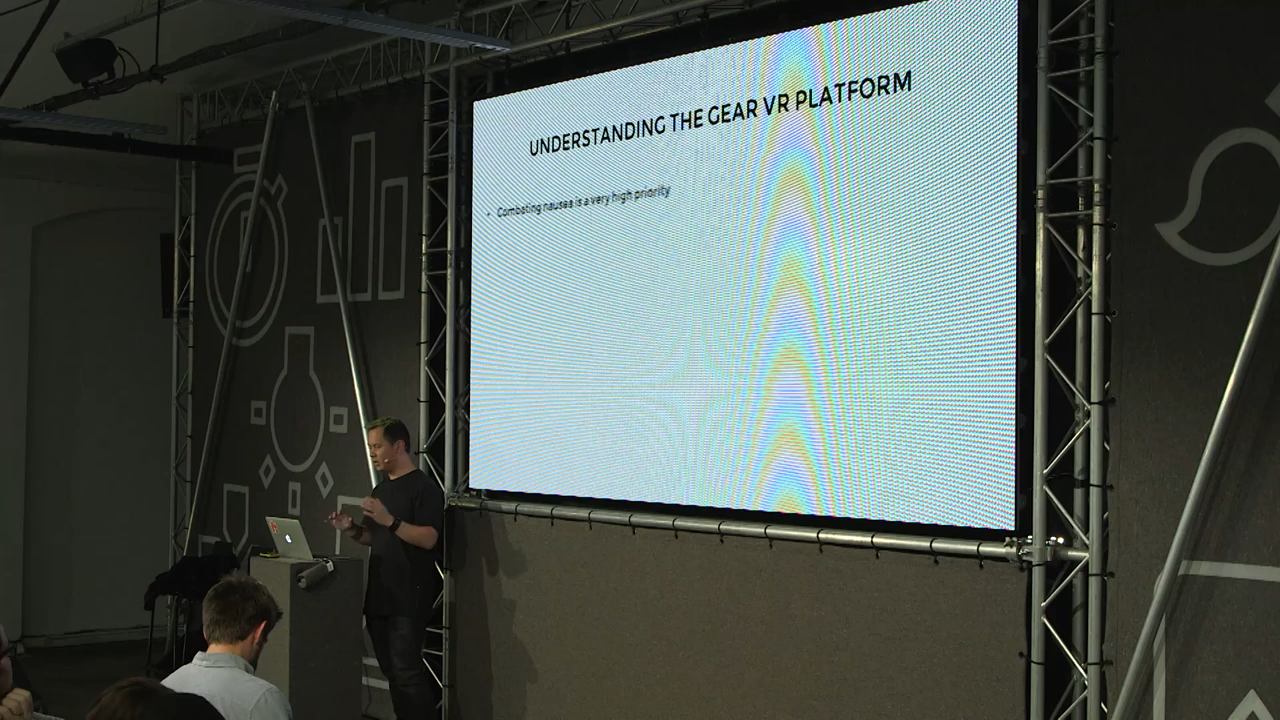 UNDERSTANDING THE GEAR VR PLATFORM
• Combating nausea is a very high priority